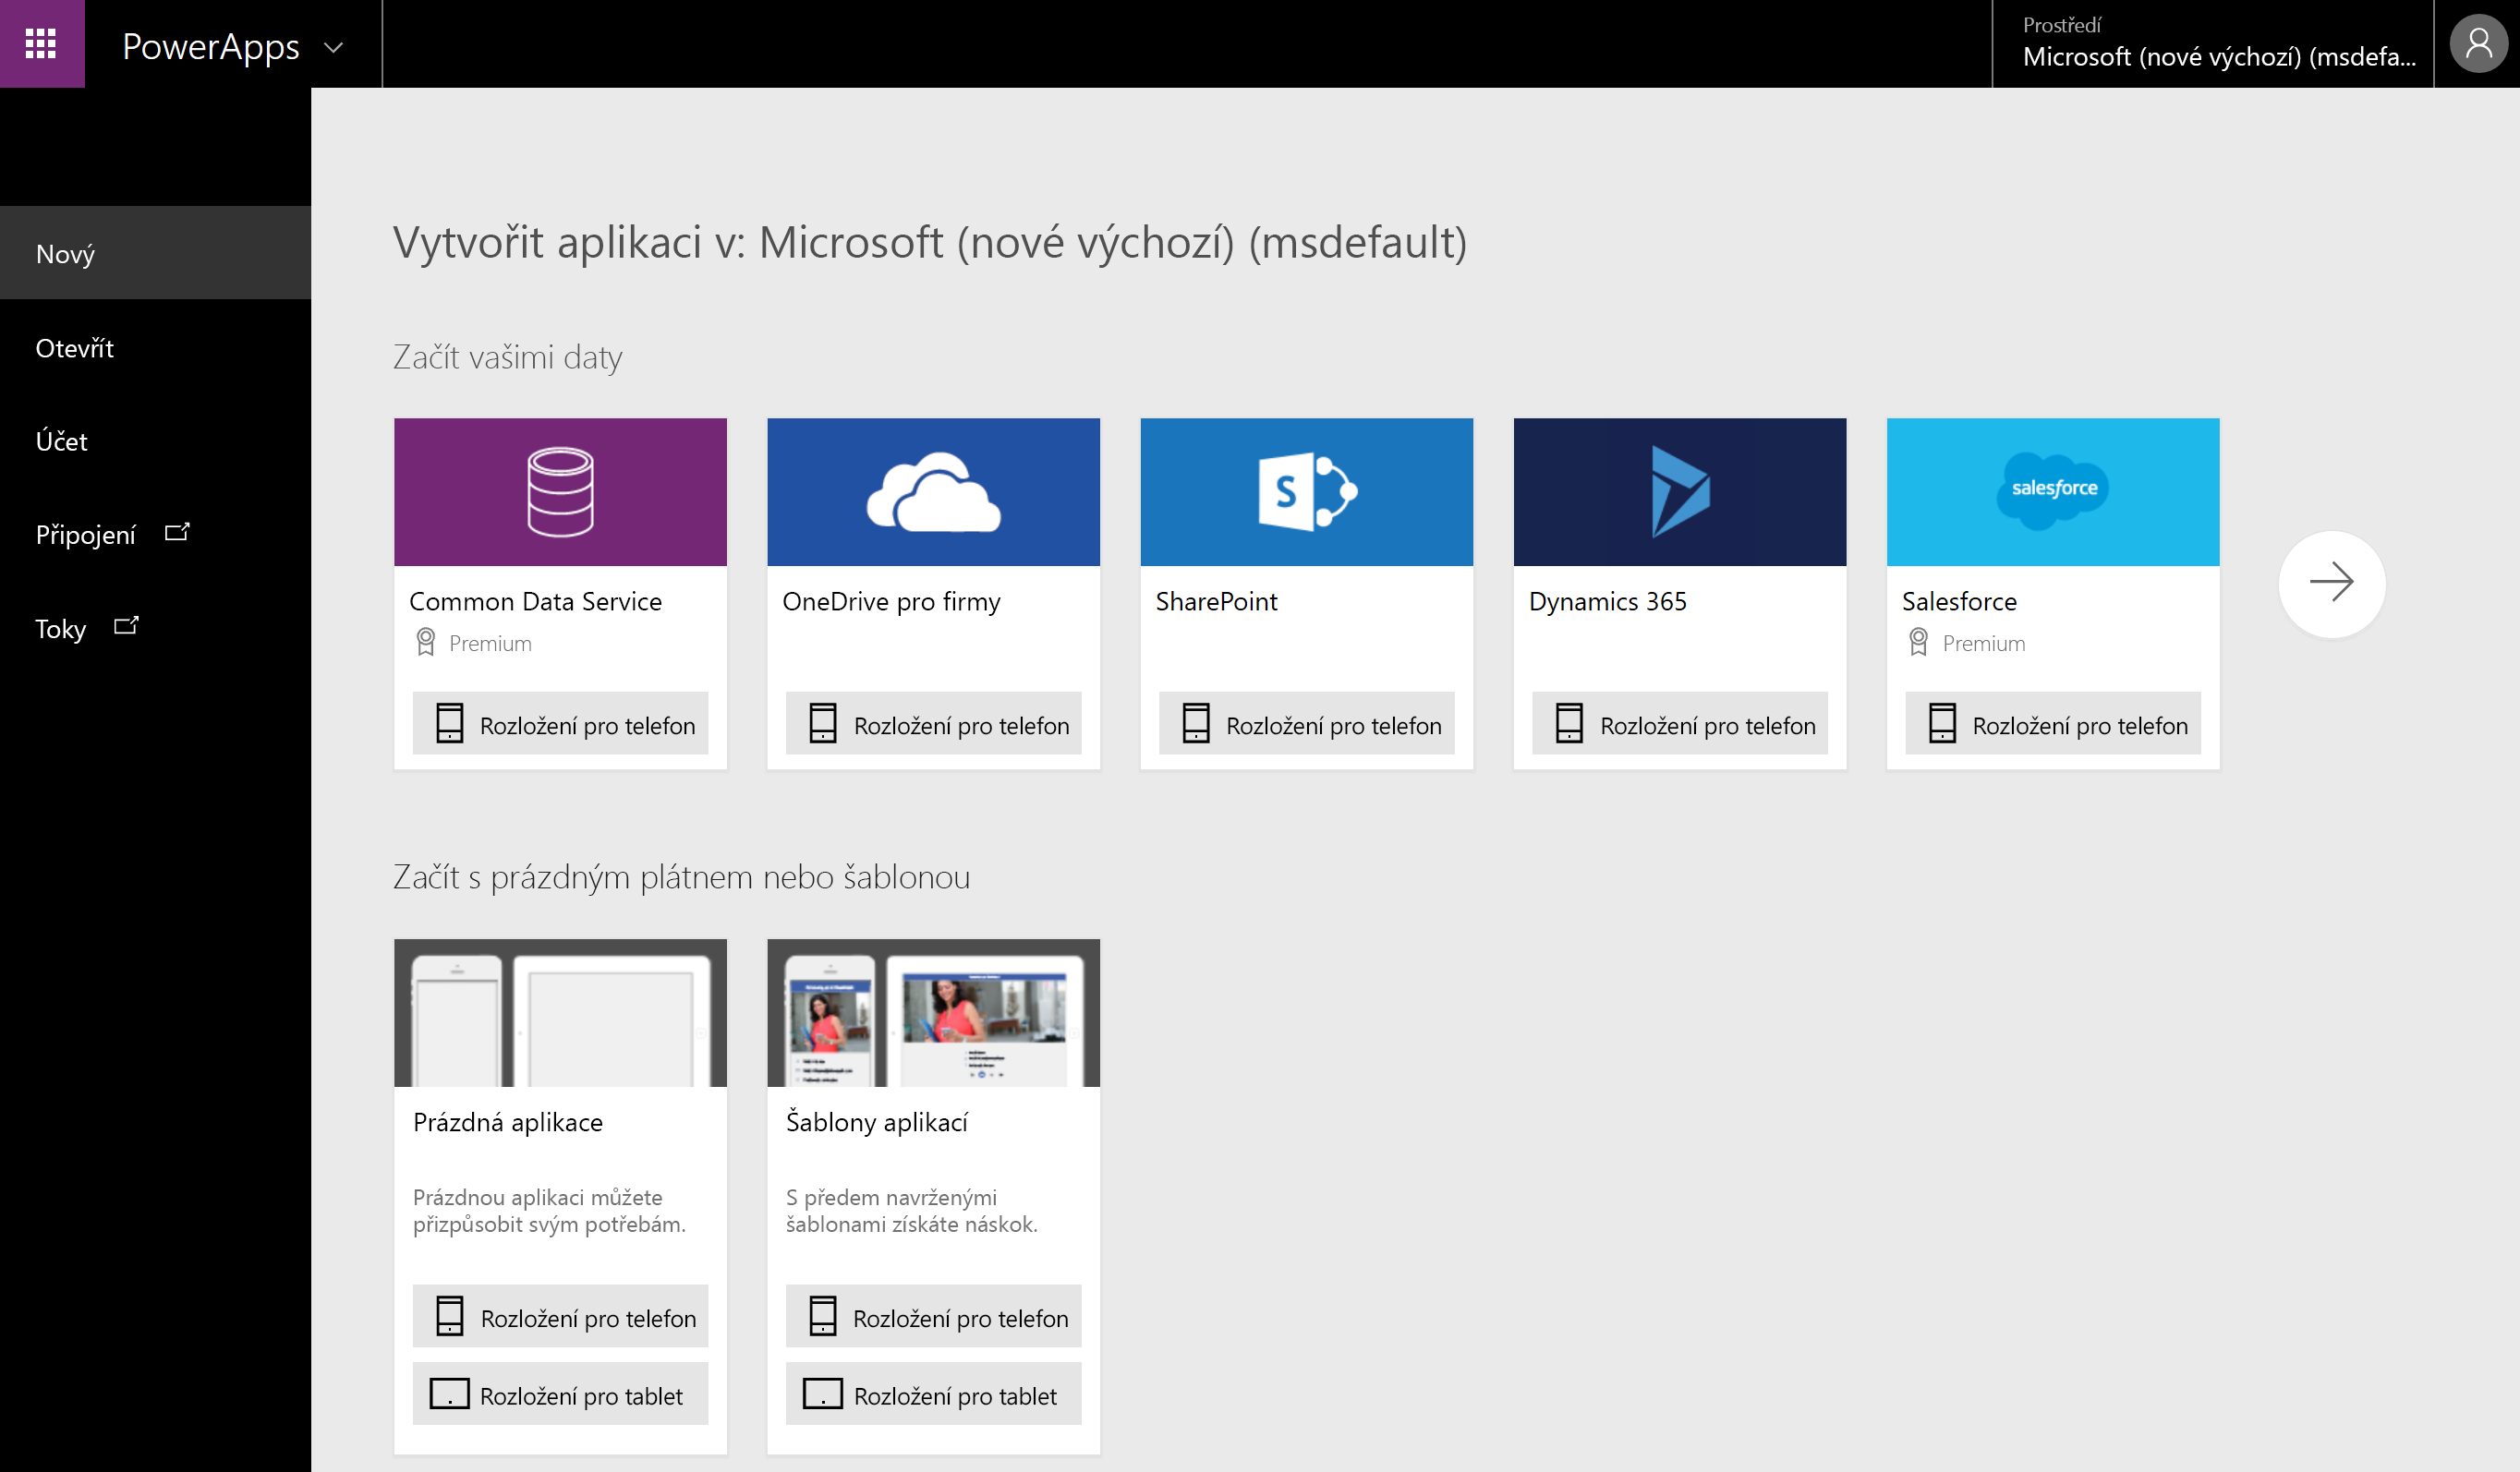 PowerApps
Prostředí
Microsoft (nové výchozí) (msdefa...
Nový
Otevřít
Účet
Připojení
Toky
Vytvořit aplikaci v: Microsoft (nové výchozí) (msdefault)
Začít vašimi daty
S
salesforce
Common Data Service
Premium
Rozložení pro telefon
OneDrive pro firmy
Rozložení pro telefon
SharePoint
Rozložení pro telefon
Dynamics 365
Rozložení pro telefon
Salesforce
Premium
Rozložení pro telefon
Začít s prázdným plátnem nebo šablonou
Prázdná aplikace
Prázdnou aplikaci můžete
přizpůsobit svým potřebám.
Rozložení pro telefon
Rozložení pro tablet
Šablony aplikací
S předem navrženými
šablonami získáte náskok.
Rozložení pro telefon
Rozložení pro tablet